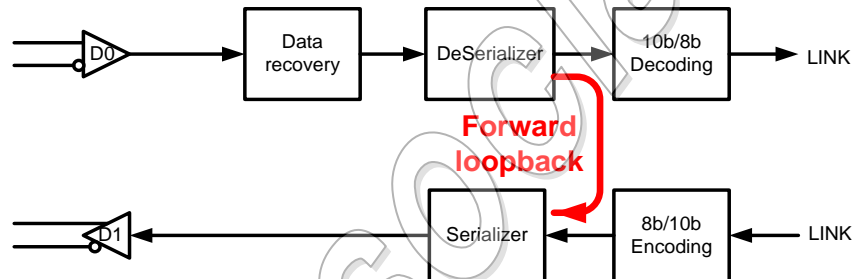 D0
Data
recovery
DeSerializer
10b/8b
Decoding
LINK
Forward
loopback
D1
Serializer
8b/10b
Encoding
LINK